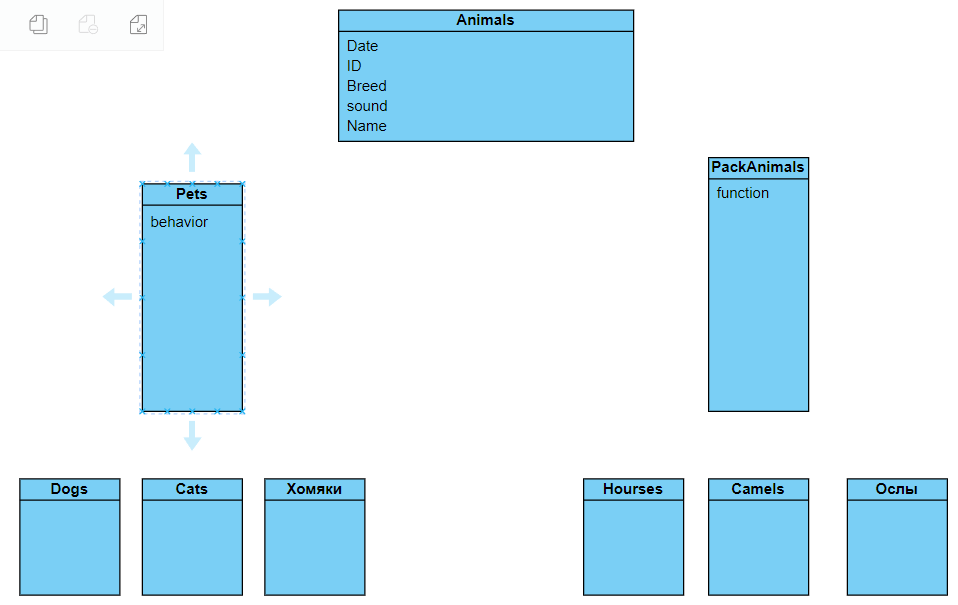 Animals
Date
ID
Breed
sound
Name
PackAnimals
function
Pets
behavior
Dogs
Cats
Хомяки
Hourses
Camels
Ослы